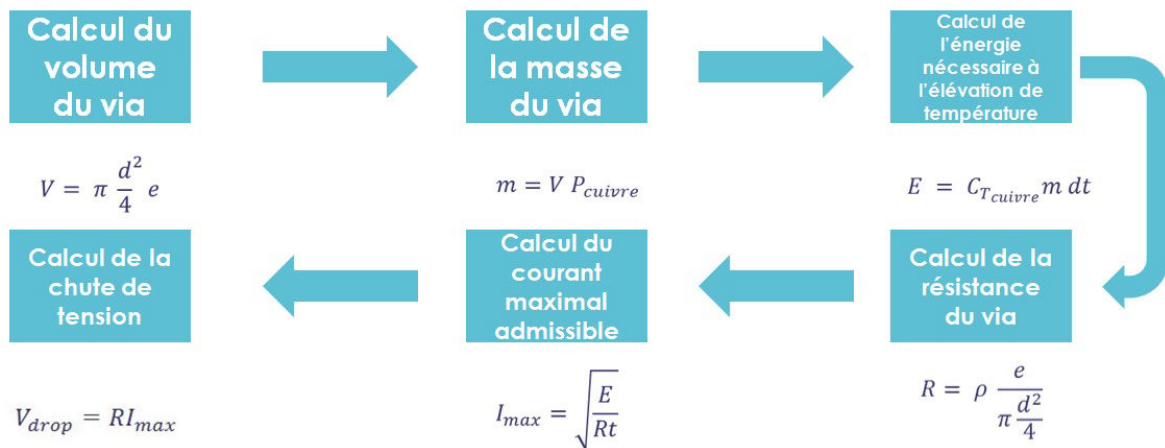 Calcul du
volume
du via
Calcul de
la masse
du via
Calcul de
l'énergie
nécessaire à
l'élévation de
température
V = π d²/4 e
m = V P_cuivre
E = C_T_cuivre m dt
Calcul de la
résistance
du via
Calcul du
courant
maximal
admissible
Calcul de la
chute de
tension
R = ρ e/(π d²/4)
I_max = √(E/Rt)
V_drop = RI_max